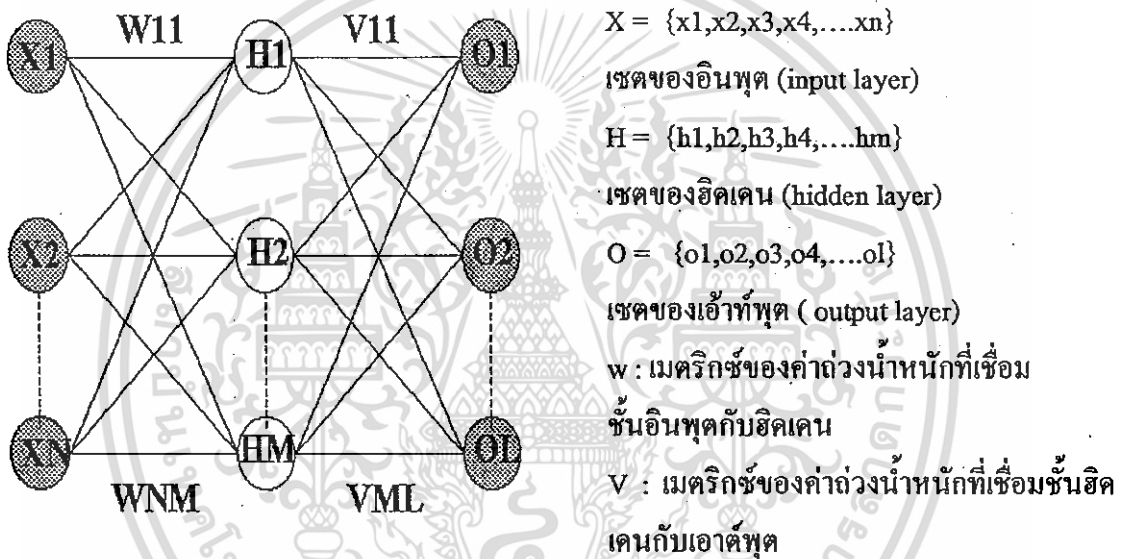 W11 V11
X1 H1 O1
X2 H2 O2
XN HM OL
WNM VML
X = {x1,x2,x3,x4,....xn}
เซตของอินพุต (input layer)
H = {h1,h2,h3,h4,....hm}
เซตของฮิดเดน (hidden layer)
O = {o1,o2,o3,o4,....ol}
เซตของเอ้าท์พุต ( output layer)
w : เมตริกซ์ของค่าถ่วงน้ำหนักที่เชื่อม
ชั้นอินพุตกับฮิดเดน
V : เมตริกซ์ของค่าถ่วงน้ำหนักที่เชื่อมชั้นฮิด
เดนกับเอาต์พุต